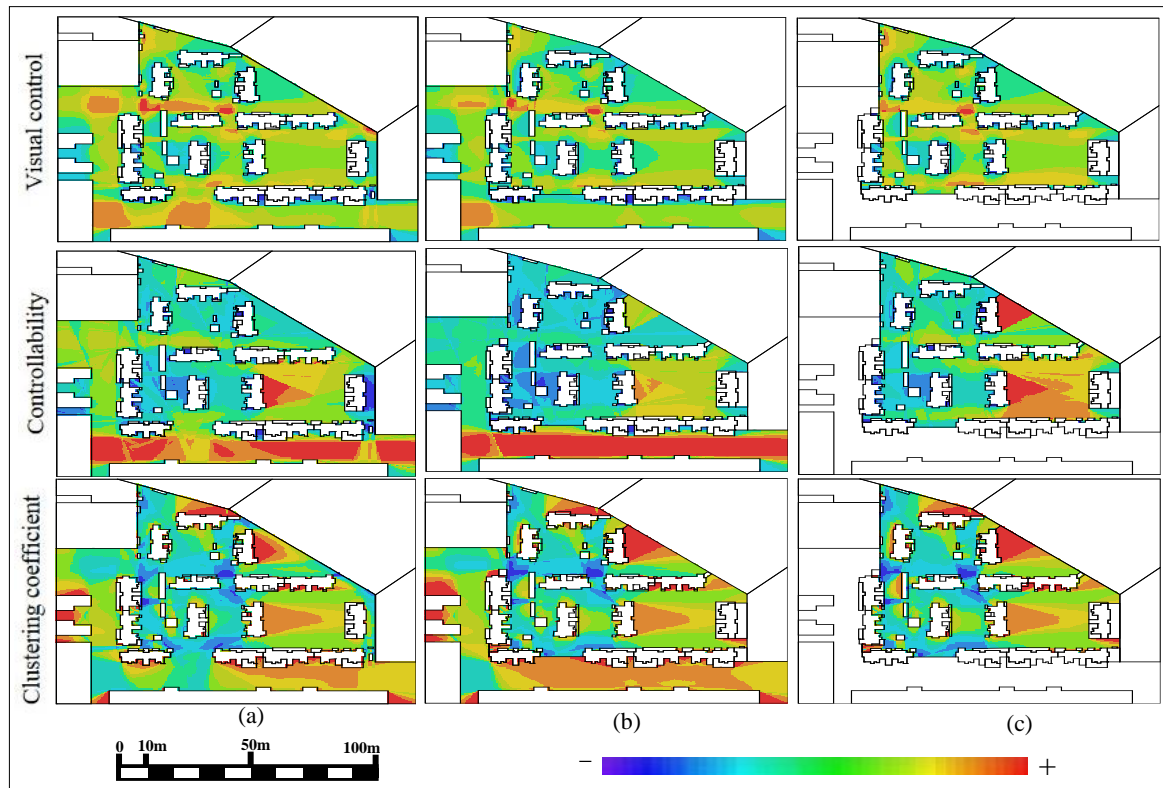 Visual control
Controllability
Clustering coefficient
(a)
(b)
(c)
0 10m 50m 100m
− +